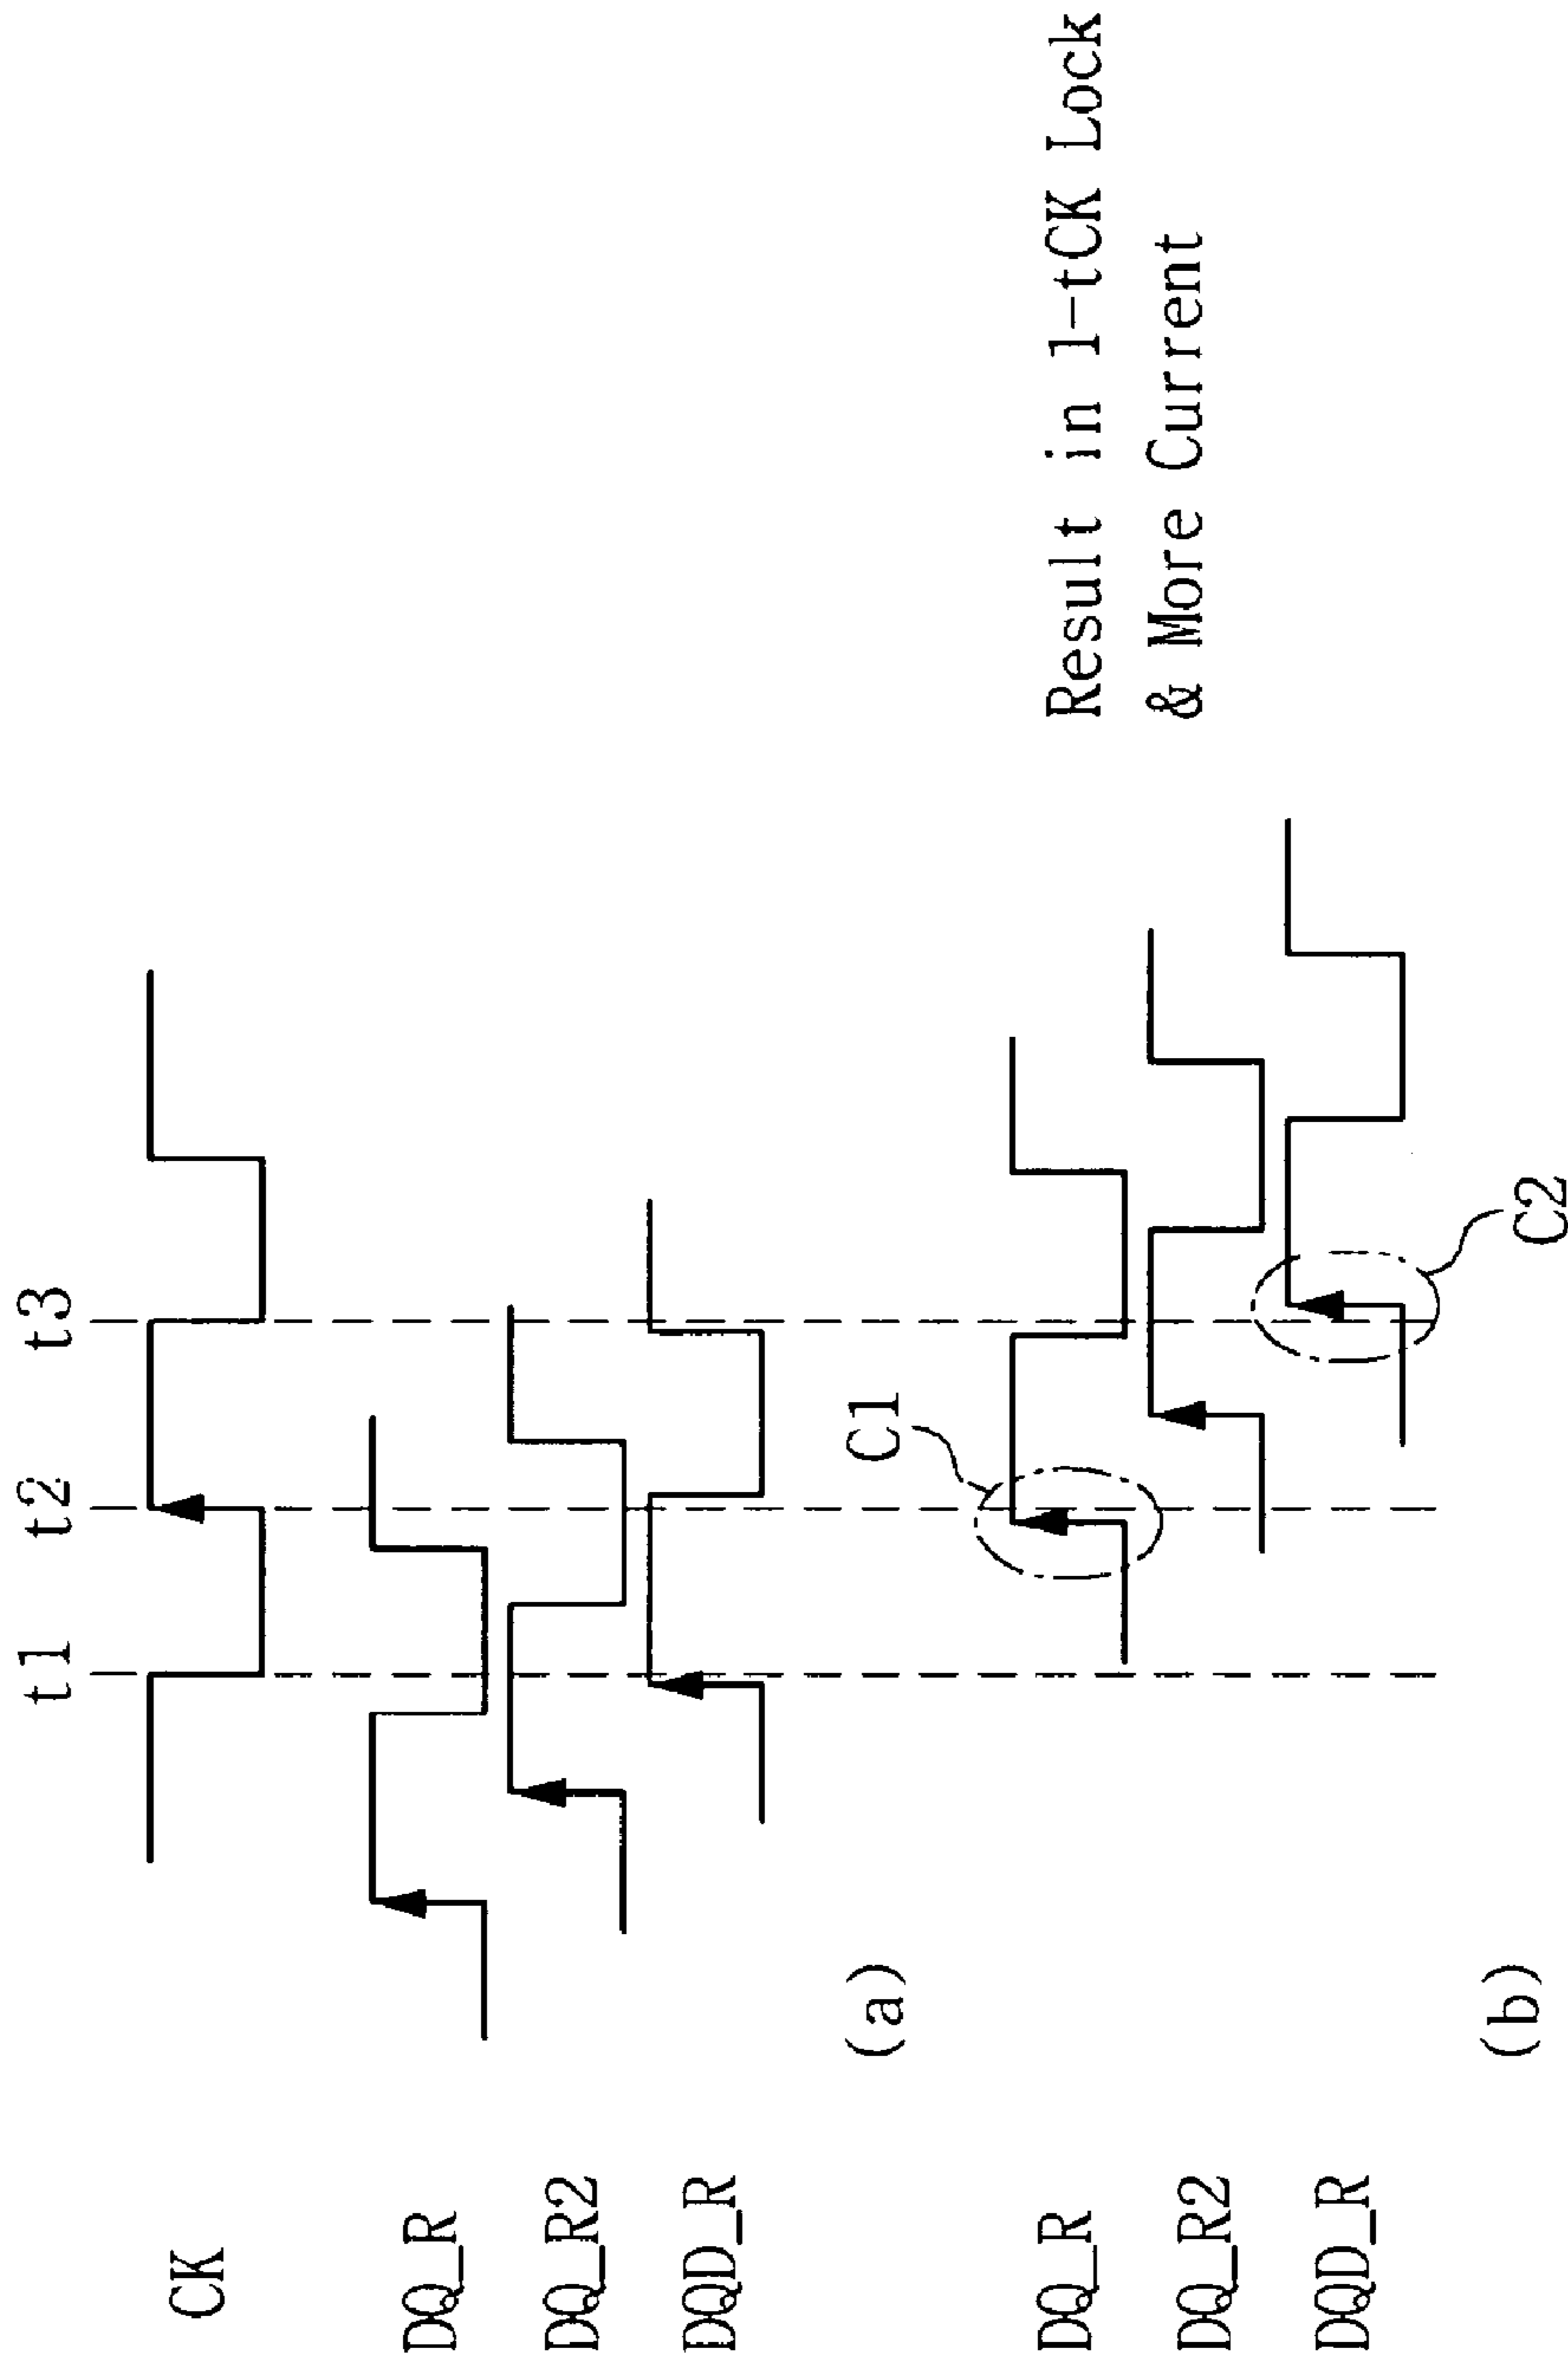 t1 t2 t3
CK
DQ_R
DQ_R2
DQD_R
(a)
C1
DQ_R
DQ_R2
DQD_R
Result in 1-tCK Lock
& More Current
C2
(b)